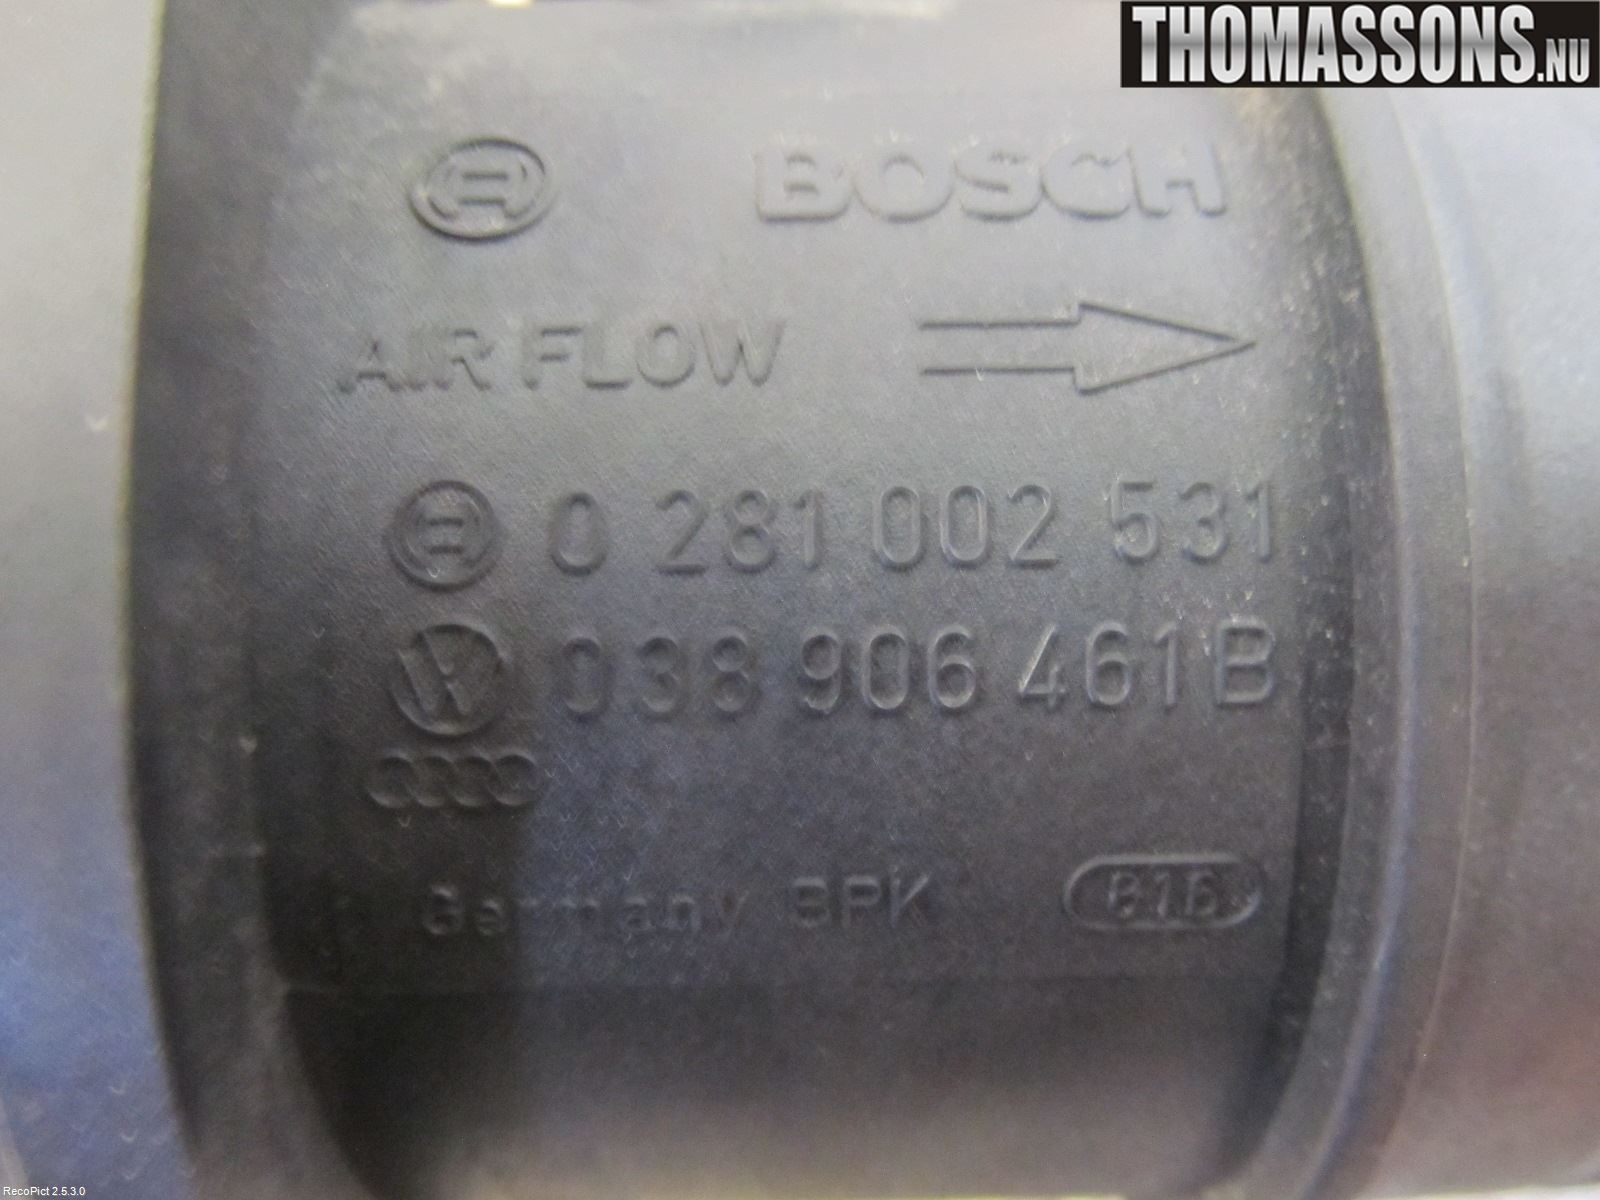 THOMASSONS.NU
BOSCH
AIR FLOW
0 281 002 531
038 906 461 B
Germany BPK
RecoPict 2.5.3.0